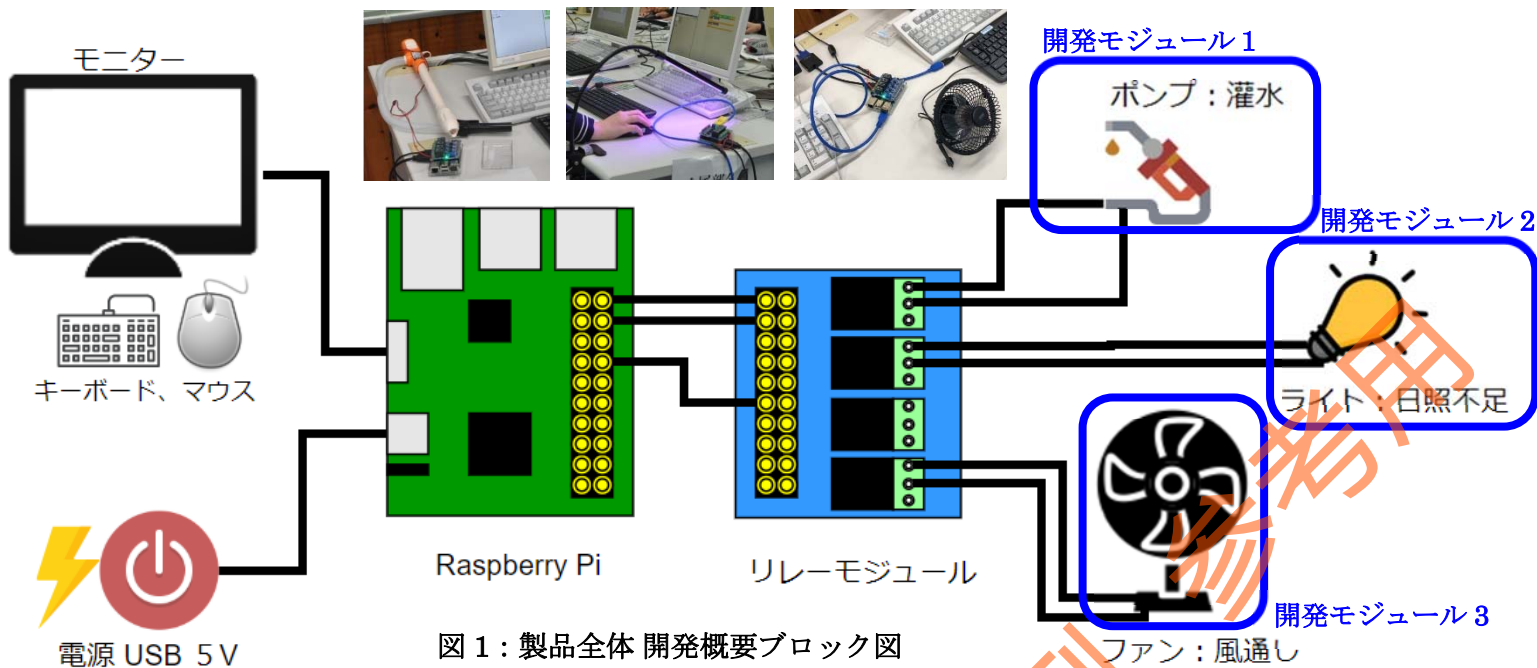 モニター
キーボード、マウス
電源 USB 5V
Raspberry Pi
リレーモジュール
開発モジュール1
ポンプ：灌水
開発モジュール2
ライト：日照不足
開発モジュール3
ファン：風通し
図1：製品全体 開発概要ブロック図
参考用